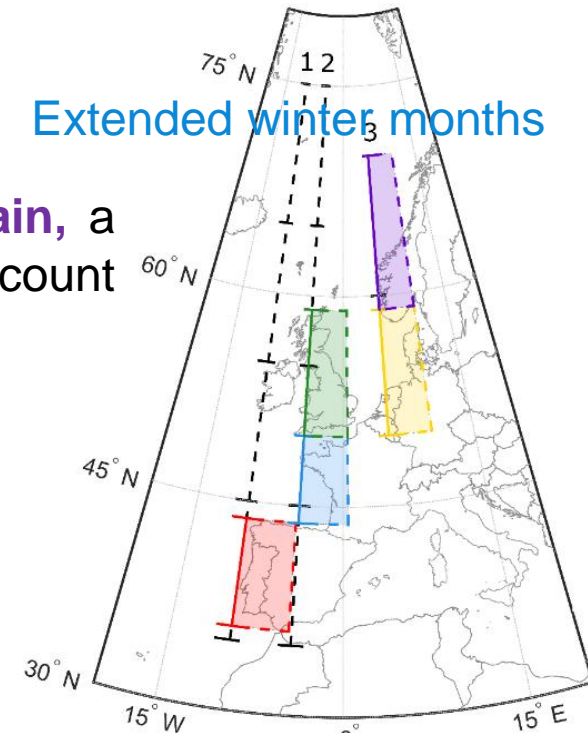 75° N
1 2
Extended winter months
3
ain, a
count
60° N
45° N
30° N
15° W
15° E